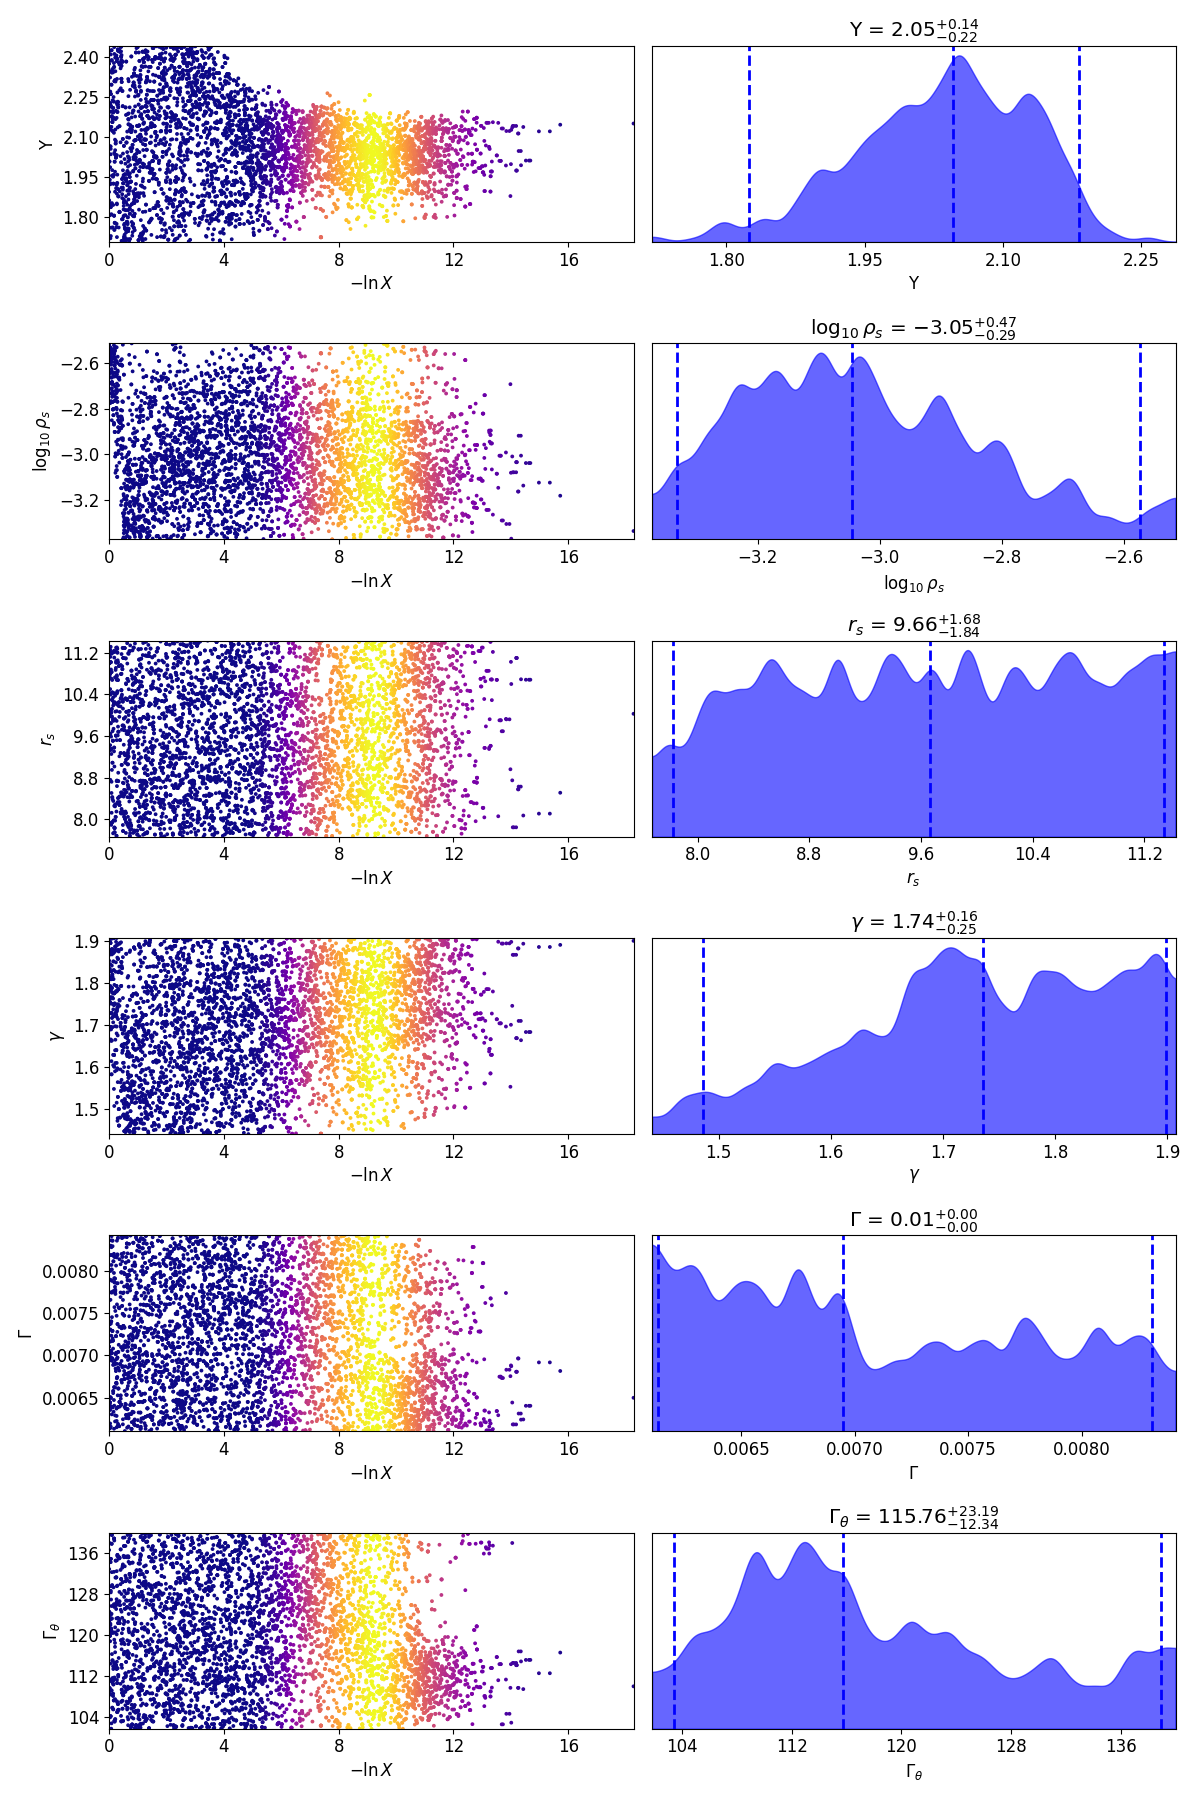 Y = 2.05^{+0.14}_{-0.22}
2.40
2.25
2.10
1.95
1.80
Y
0 4 8 12 16
−ln X
1.80 1.95 2.10 2.25
Y
log₁₀ ρₛ = −3.05^{+0.47}_{-0.29}
−2.6
−2.8
−3.0
−3.2
log₁₀ ρₛ
0 4 8 12 16
−ln X
−3.2 −3.0 −2.8 −2.6
log₁₀ ρₛ
rₛ = 9.66^{+1.68}_{-1.84}
11.2
10.4
9.6
8.8
8.0
rₛ
0 4 8 12 16
−ln X
8.0 8.8 9.6 10.4 11.2
rₛ
γ = 1.74^{+0.16}_{-0.25}
1.9
1.8
1.7
1.6
1.5
γ
0 4 8 12 16
−ln X
1.5 1.6 1.7 1.8 1.9
γ
Γ = 0.01^{+0.00}_{-0.00}
0.0080
0.0075
0.0070
0.0065
Γ
0 4 8 12 16
−ln X
0.0065 0.0070 0.0075 0.0080
Γ
Γ_θ = 115.76^{+23.19}_{-12.34}
136
128
120
112
104
Γ_θ
0 4 8 12 16
−ln X
104 112 120 128 136
Γ_θ